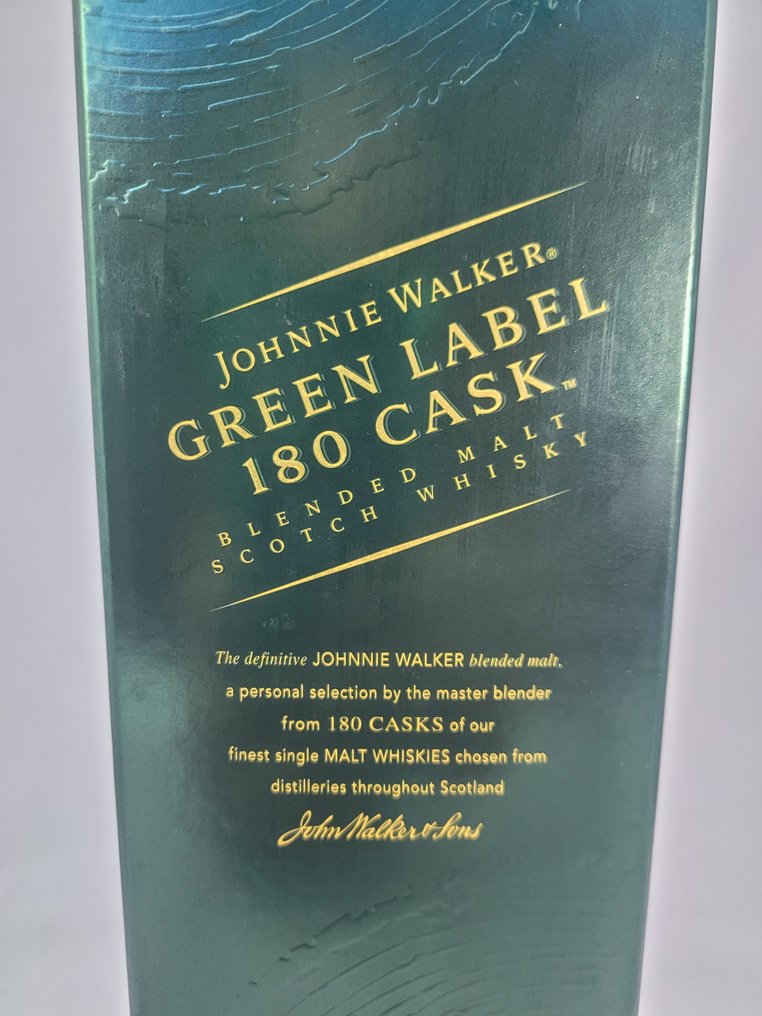 JOHNNIE WALKER®
GREEN LABEL
180 CASK™
BLENDED MALT
SCOTCH WHISKY
The definitive JOHNNIE WALKER blended malt,
a personal selection by the master blender
from 180 CASKS of our
finest single MALT WHISKIES chosen from
distilleries throughout Scotland
John Walker & Sons